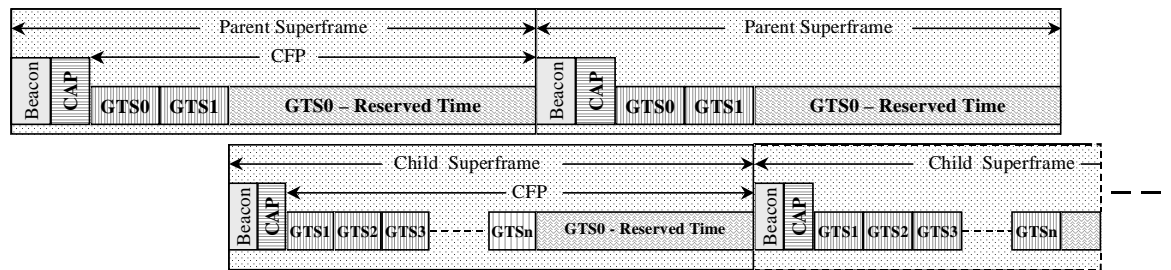 Parent Superframe Parent Superframe
CFP
Beacon CAP GTS0 GTS1 GTS0 – Reserved Time Beacon CAP GTS0 GTS1 GTS0 – Reserved Time
Child Superframe Child Superframe
CFP
Beacon CAP GTS1 GTS2 GTS3 GTSn GTS0 - Reserved Time Beacon CAP GTS1 GTS2 GTS3 GTSn